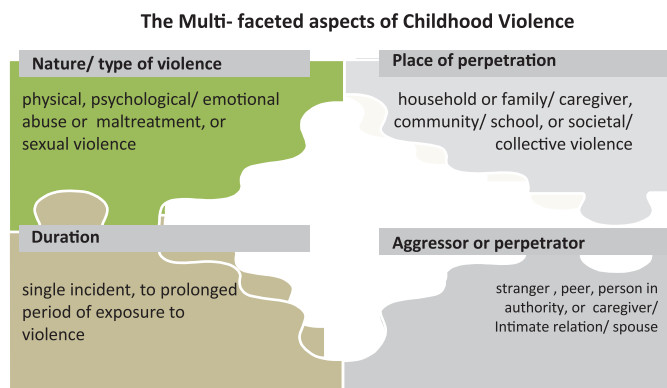 The Multi- faceted aspects of Childhood Violence
Nature/ type of violence
physical, psychological/ emotional
abuse or  maltreatment, or
sexual violence
Place of perpetration
household or family/ caregiver,
community/ school, or societal/
collective violence
Duration
single incident, to prolonged
period of exposure to
violence
Aggressor or perpetrator
stranger , peer, person in
authority, or  caregiver/
Intimate relation/ spouse